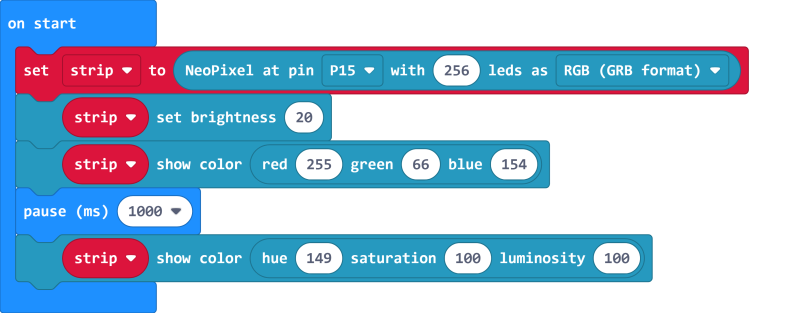 on start
set strip to NeoPixel at pin P15 with 256 leds as RGB (GRB format)
strip set brightness 20
strip show color red 255 green 66 blue 154
pause (ms) 1000
strip show color hue 149 saturation 100 luminosity 100